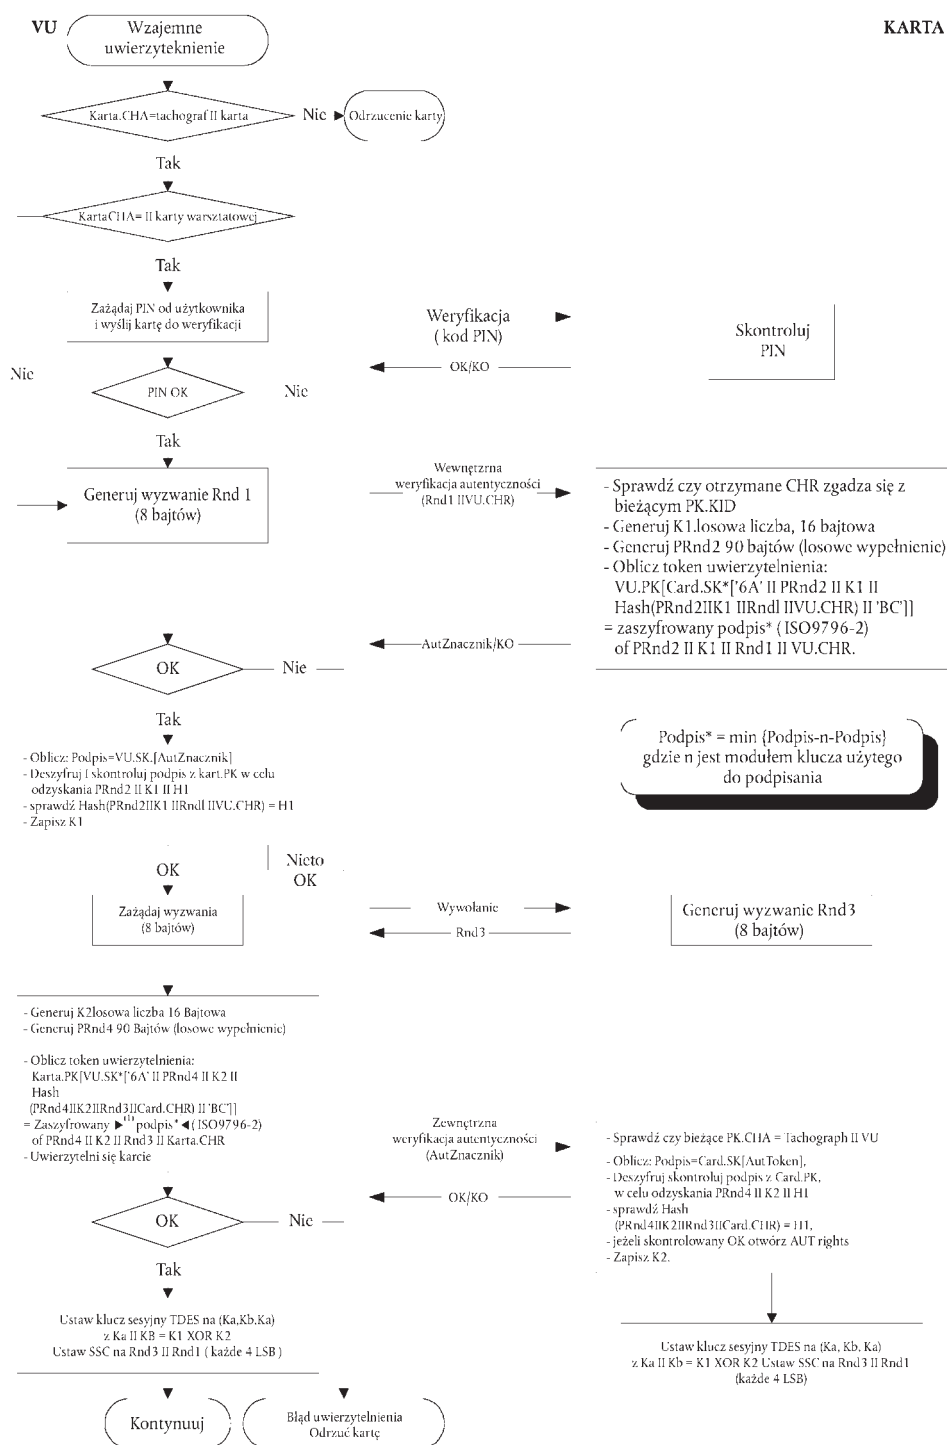 VU
Wzajemne
uwierzyteknienie
KARTA
Karta.CHA=tachograf II karta
Nie
Odrzucenie karty
Tak
KartaCHA= II karty warsztatowej
Tak
Zażądaj PIN od użytkownika
i wyślij kartę do weryfikacji
Weryfikacja
( kod PIN)
Skontroluj
PIN
OK/KO
Nie
PIN OK
Nie
Tak
Generuj wyzwanie Rnd 1
(8 bajtów)
Wewnętrzna
weryfikacja autentyczności
(Rnd1 IIVU.CHR)
- Sprawdź czy otrzymane CHR zgadza się z
bieżącym PK.KID
- Generuj K1.losowa liczba, 16 bajtowa
- Generuj PRnd2 90 bajtów (losowe wypełnienie)
- Oblicz token uwierzytelnienia:
VU.PK[Card.SK*['6A' II PRnd2 II K1 II
Hash(PRnd2IIK1 IIRndl IIVU.CHR) II 'BC']]
= zaszyfrowany podpis* ( ISO9796-2)
of PRnd2 II K1 II Rnd1 II VU.CHR.
AutZnacznik/KO
OK
Nie
Tak
- Oblicz: Podpis=VU.SK.[AutZnacznik]
- Deszyfruj I skontroluj podpis z kart.PK w celu
odzyskania PRnd2 II K1 II H1
- sprawdź Hash(PRnd2IIK1 IIRndl IIVU.CHR) = H1
- Zapisz K1
Podpis* = min {Podpis-n-Podpis}
gdzie n jest modułem klucza użytego
do podpisania
OK
Nieto
OK
Zażądaj wyzwania
(8 bajtów)
Wywołanie
Rnd3
Generuj wyzwanie Rnd3
(8 bajtów)
- Generuj K2losowa liczba 16 Bajtowa
- Generuj PRnd4 90 Bajtów (losowe wypełnienie)
- Oblicz token uwierzytelnienia:
Karta.PK[VU.SK*['6A' II PRnd4 II K2 II
Hash
(PRnd4IIK2IIRnd3IICard.CHR) II 'BC']]
= Zaszyfrowany ►(1) podpis* ◄ ( ISO9796-2)
of PRnd4 II K2 II Rnd3 II Karta.CHR
- Uwierzytelni się karcie
Zewnętrzna
weryfikacja autentyczności
(AutZnacznik)
OK/KO
- Sprawdź czy bieżące PK.CHA = Tachograph II VU
- Oblicz: Podpis=Card.SK[AutToken],
- Deszyfruj skontroluj podpis z Card.PK,
w celu odzyskania PRnd4 II K2 II H1
- sprawdź Hash
(PRnd4IIK2IIRnd3IICard.CHR) = H1,
- jeżeli skontrolowany OK otwórz AUT rights
- Zapisz K2.
OK
Nie
Tak
Ustaw klucz sesyjny TDES na (Ka,Kb,Ka)
z Ka II KB = K1 XOR K2
Ustaw SSC na Rnd3 II Rnd1 ( każde 4 LSB )
Ustaw klucz sesyjny TDES na (Ka, Kb, Ka)
z Ka II Kb = K1 XOR K2 Ustaw SSC na Rnd3 II Rnd1
(każde 4 LSB)
Kontynuuj
Błąd uwierzytelnienia
Odrzuć kartę